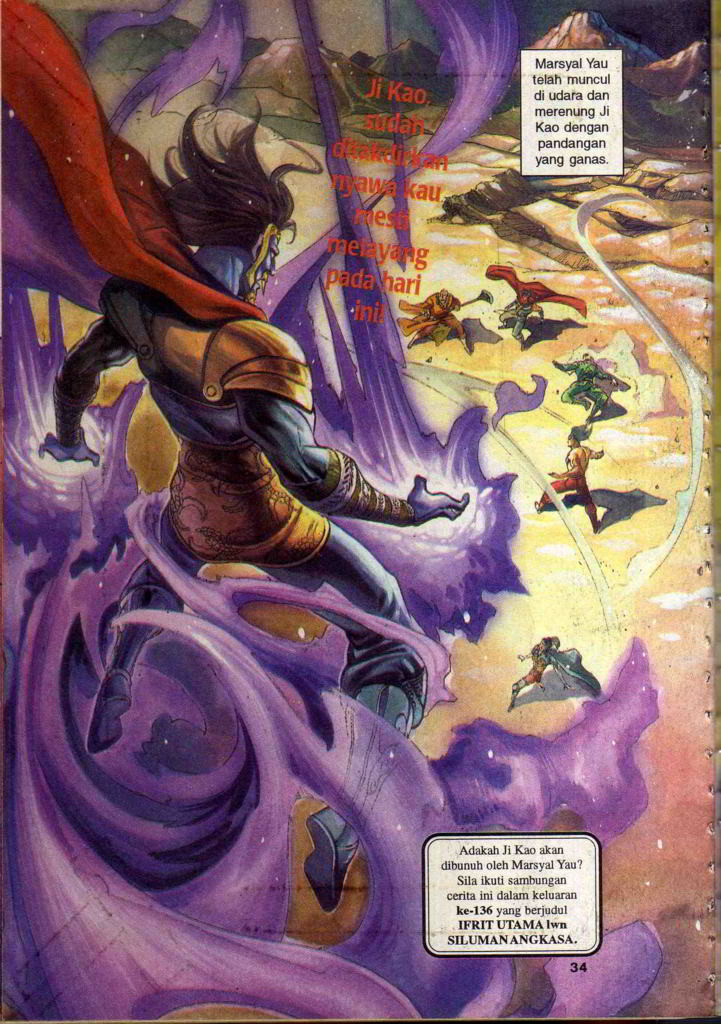 Marsyal Yau
telah muncul
di udara dan
merenung Ji
Kao dengan
pandangan
yang ganas.
Ji Kao,
sudah
ditakdirkan
nyawa kau
mesti
melayang
pada hari
ini!
Adakah Ji Kao akan
dibunuh oleh Marsyal Yau?
Sila ikuti sambungan
cerita ini dalam keluaran
ke-136 yang berjudul
IFRIT UTAMA lwn
SILUMAN ANGKASA.
34